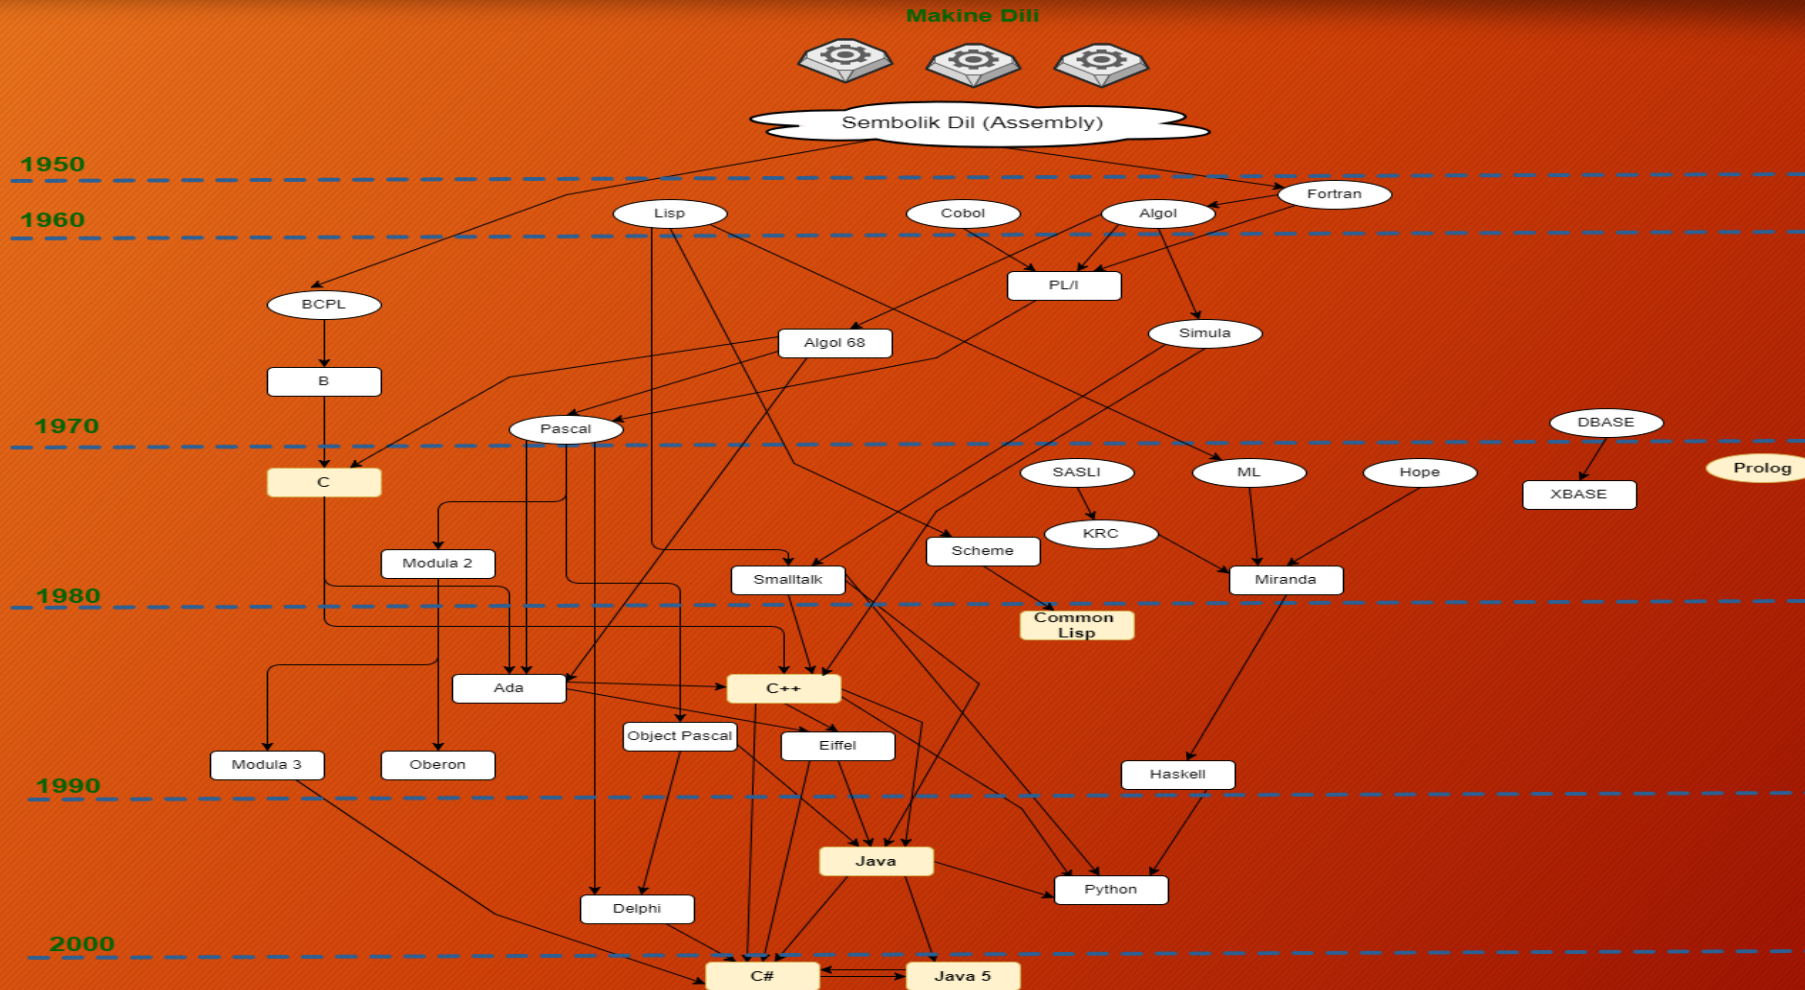 Makine Dili
Sembolik Dil (Assembly)
1950
Fortran
1960
Lisp
Cobol
Algol
PL/I
BCPL
Simula
Algol 68
B
1970
Pascal
DBASE
C
SASLI
ML
Hope
Prolog
XBASE
KRC
Modula 2
Scheme
Smalltalk
Miranda
1980
Common
Lisp
Ada
C++
Object Pascal
Eiffel
Modula 3
Oberon
Haskell
1990
Java
Python
Delphi
2000
C#
Java 5